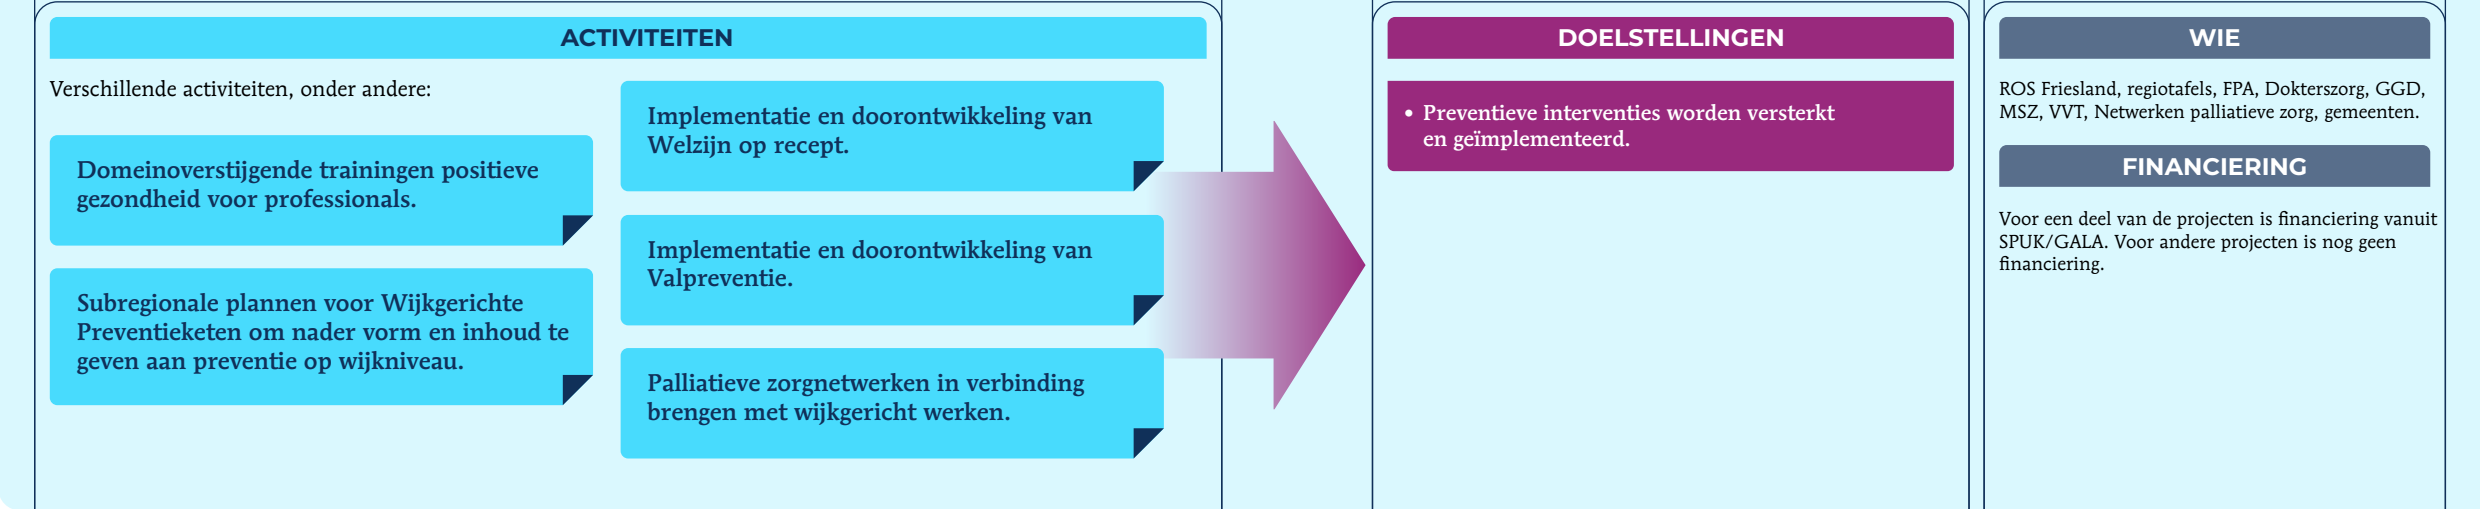 ACTIVITEITEN
Verschillende activiteiten, onder andere:
Domeinoverstijgende trainingen positieve
gezondheid voor professionals.
Subregionale plannen voor Wijkgerichte
Preventieketen om nader vorm en inhoud te
geven aan preventie op wijkniveau.
Implementatie en doorontwikkeling van
Welzijn op recept.
Implementatie en doorontwikkeling van
Valpreventie.
Palliatieve zorgnetwerken in verbinding
brengen met wijkgericht werken.
DOELSTELLINGEN
• Preventieve interventies worden versterkt
en geïmplementeerd.
WIE
ROS Friesland, regiotafels, FPA, Dokterszorg, GGD,
MSZ, VVT, Netwerken palliatieve zorg, gemeenten.
FINANCIERING
Voor een deel van de projecten is financiering vanuit
SPUK/GALA. Voor andere projecten is nog geen
financiering.